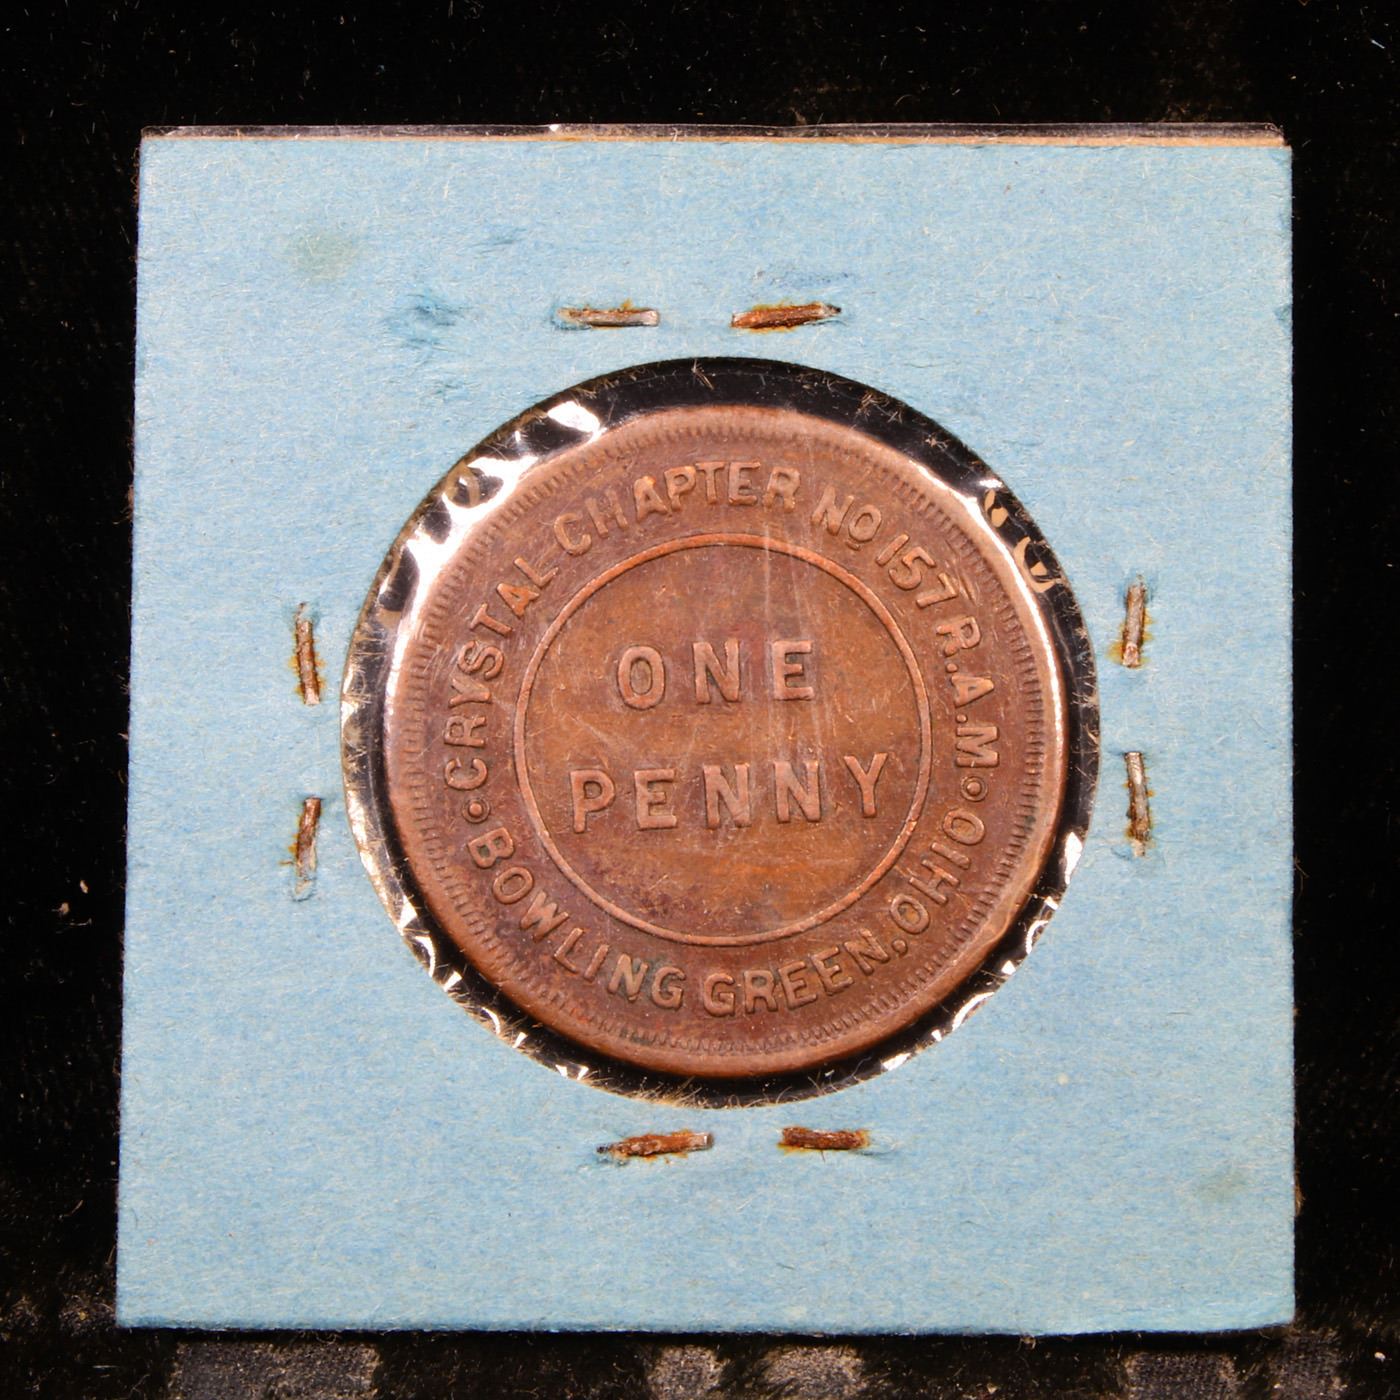 CRYSTAL CHAPTER NO 157 R.A.M.
ONE
PENNY
BOWLING GREEN, OHIO